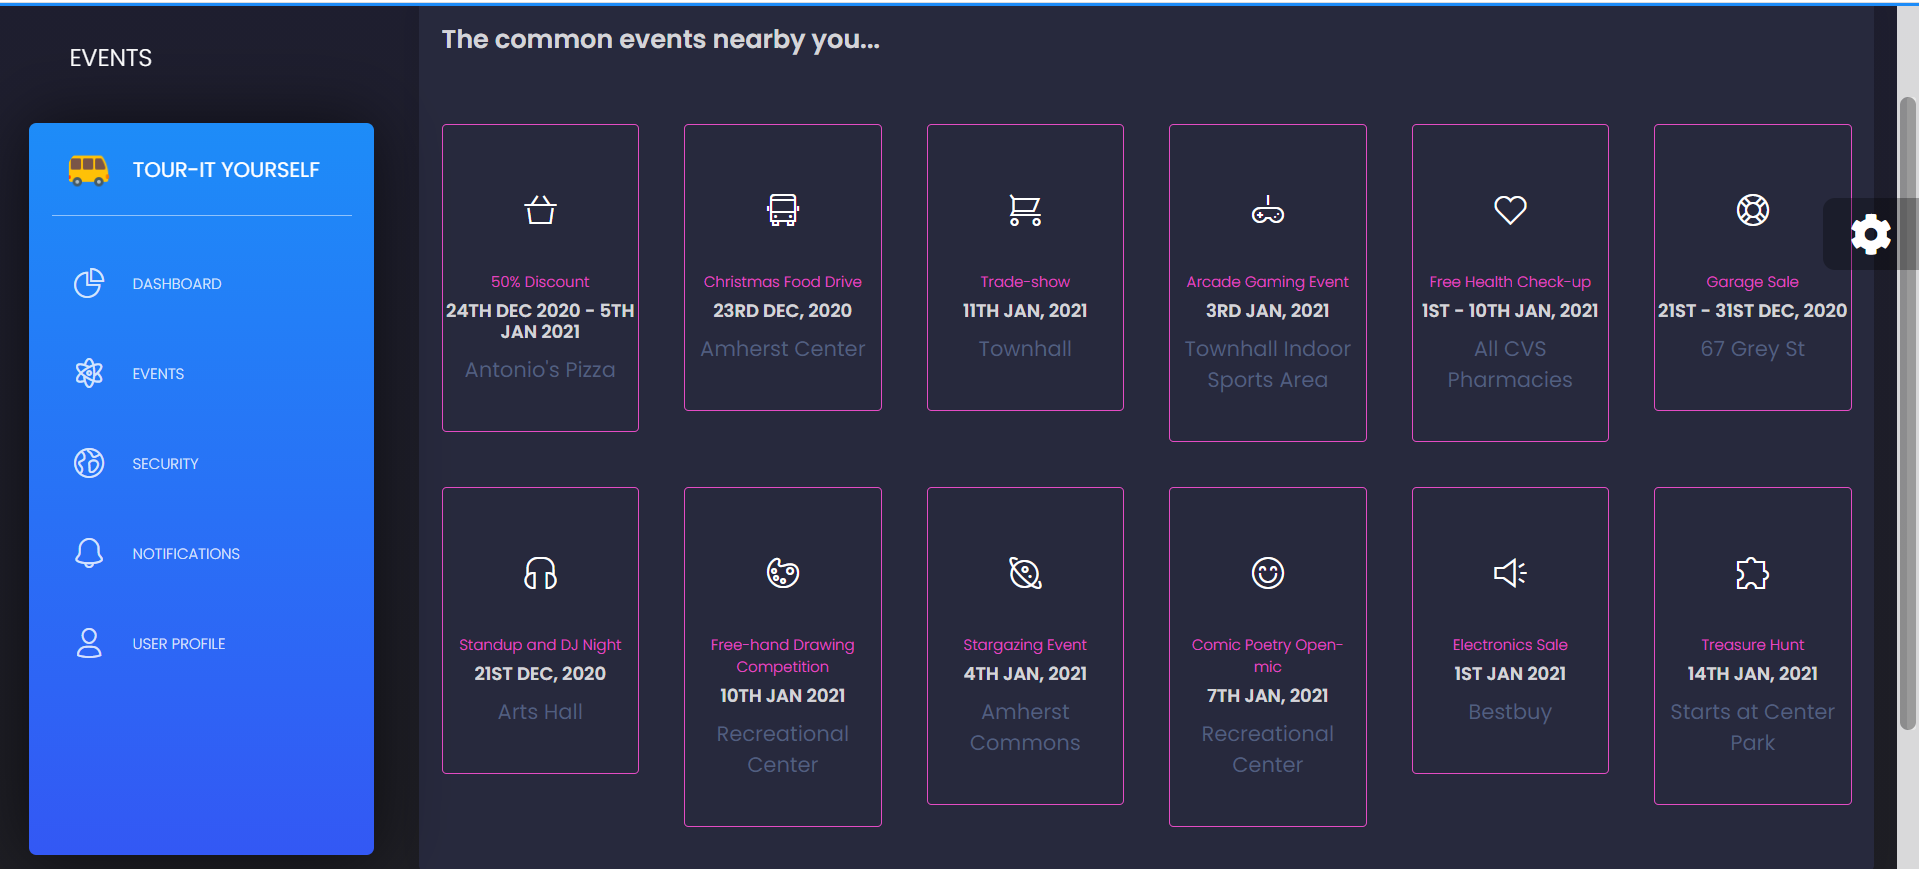 EVENTS
TOUR-IT YOURSELF
DASHBOARD
EVENTS
SECURITY
NOTIFICATIONS
USER PROFILE
The common events nearby you...
50% Discount
24TH DEC 2020 - 5TH
JAN 2021
Antonio's Pizza
Christmas Food Drive
23RD DEC, 2020
Amherst Center
Trade-show
11TH JAN, 2021
Townhall
Arcade Gaming Event
3RD JAN, 2021
Townhall Indoor
Sports Area
Free Health Check-up
1ST - 10TH JAN, 2021
All CVS
Pharmacies
Garage Sale
21ST - 31ST DEC, 2020
67 Grey St
Standup and DJ Night
21ST DEC, 2020
Arts Hall
Free-hand Drawing
Competition
10TH JAN 2021
Recreational
Center
Stargazing Event
4TH JAN, 2021
Amherst
Commons
Comic Poetry Open-
mic
7TH JAN, 2021
Recreational
Center
Electronics Sale
1ST JAN 2021
Bestbuy
Treasure Hunt
14TH JAN, 2021
Starts at Center
Park